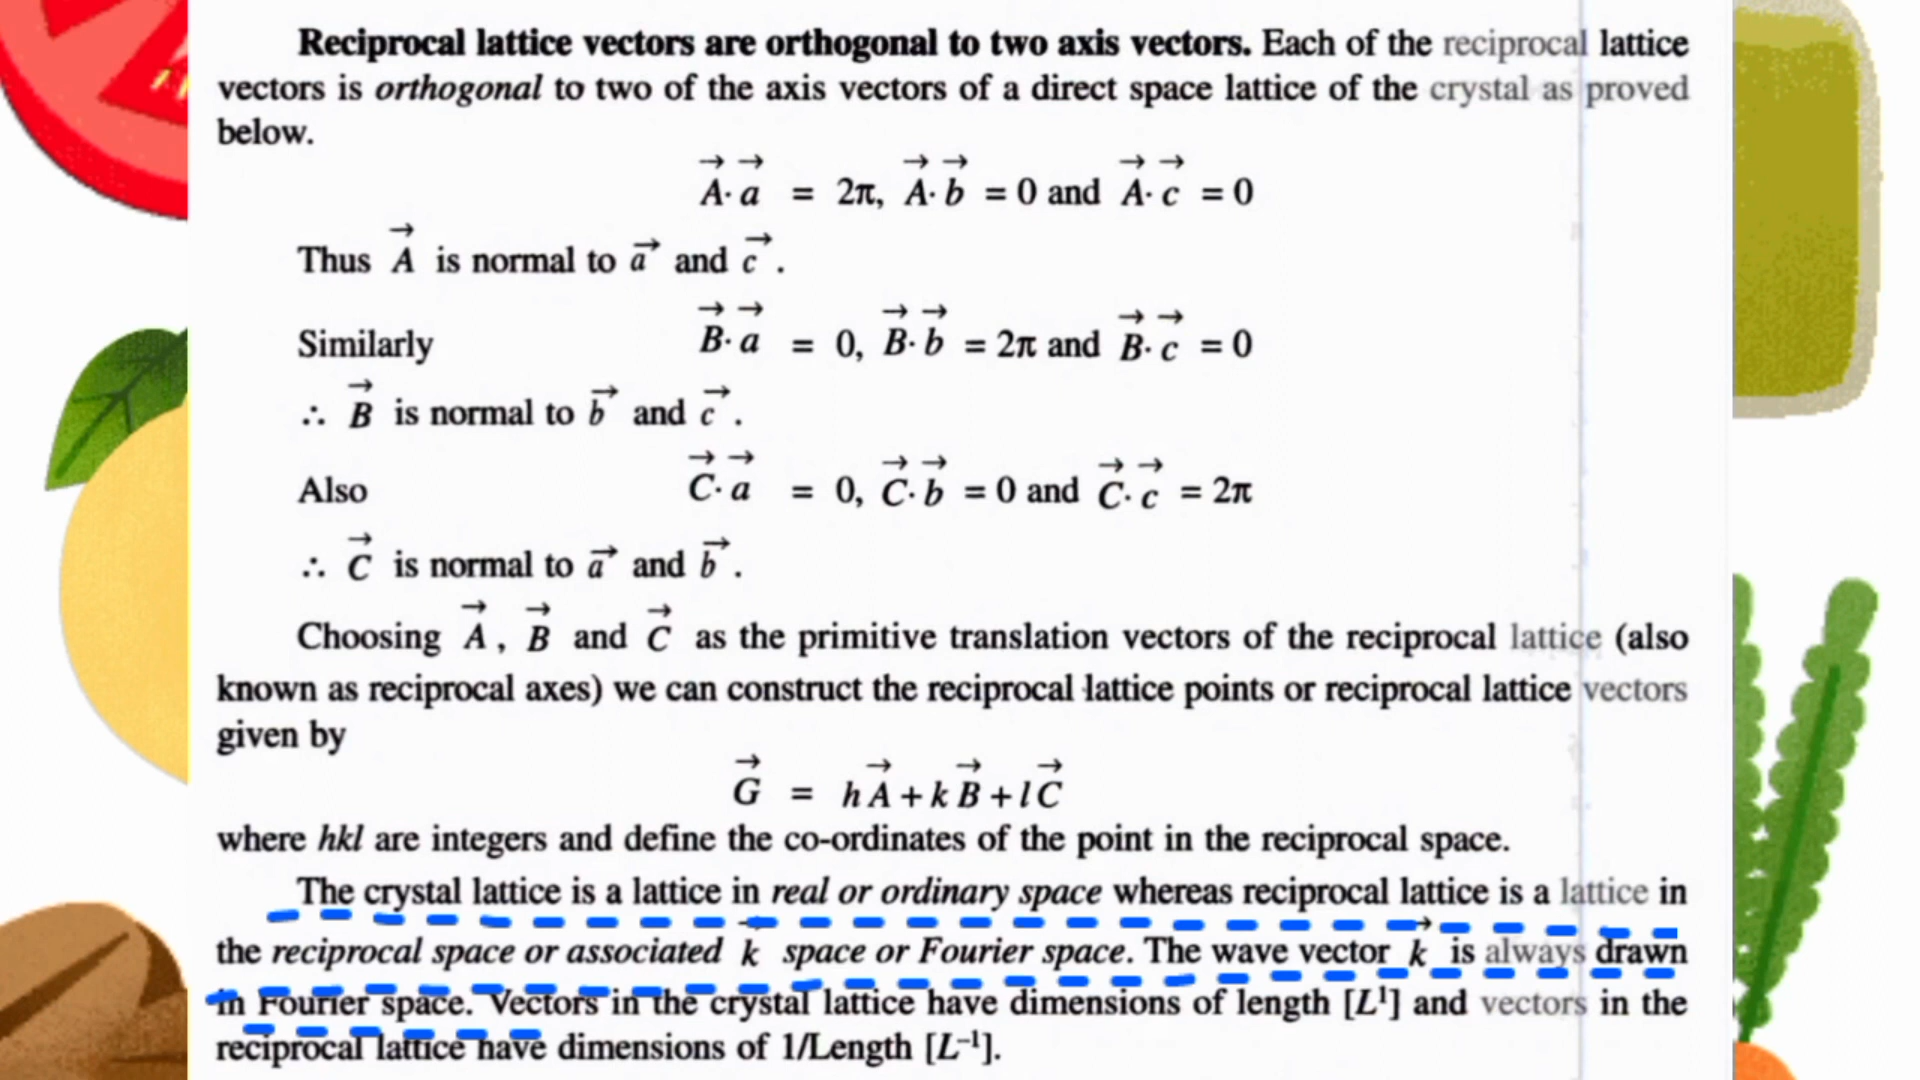 Reciprocal lattice vectors are orthogonal to two axis vectors. Each of the reciprocal lattice
vectors is orthogonal to two of the axis vectors of a direct space lattice of the crystal as proved
below.
A⃗·a⃗ = 2π, A⃗·b⃗ = 0 and A⃗·c⃗ = 0
Thus A⃗ is normal to a⃗ and c⃗.
Similarly B⃗·a⃗ = 0, B⃗·b⃗ = 2π and B⃗·c⃗ = 0
∴ B⃗ is normal to b⃗ and c⃗.
Also C⃗·a⃗ = 0, C⃗·b⃗ = 0 and C⃗·c⃗ = 2π
∴ C⃗ is normal to a⃗ and b⃗.
Choosing A⃗, B⃗ and C⃗ as the primitive translation vectors of the reciprocal lattice (also
known as reciprocal axes) we can construct the reciprocal lattice points or reciprocal lattice vectors
given by
G⃗ = hA⃗ + kB⃗ + lC⃗
where hkl are integers and define the co-ordinates of the point in the reciprocal space.
The crystal lattice is a lattice in real or ordinary space whereas reciprocal lattice is a lattice in
the reciprocal space or associated k⃗ space or Fourier space. The wave vector k⃗ is always drawn
in Fourier space. Vectors in the crystal lattice have dimensions of length [L¹] and vectors in the
reciprocal lattice have dimensions of 1/Length [L⁻¹].